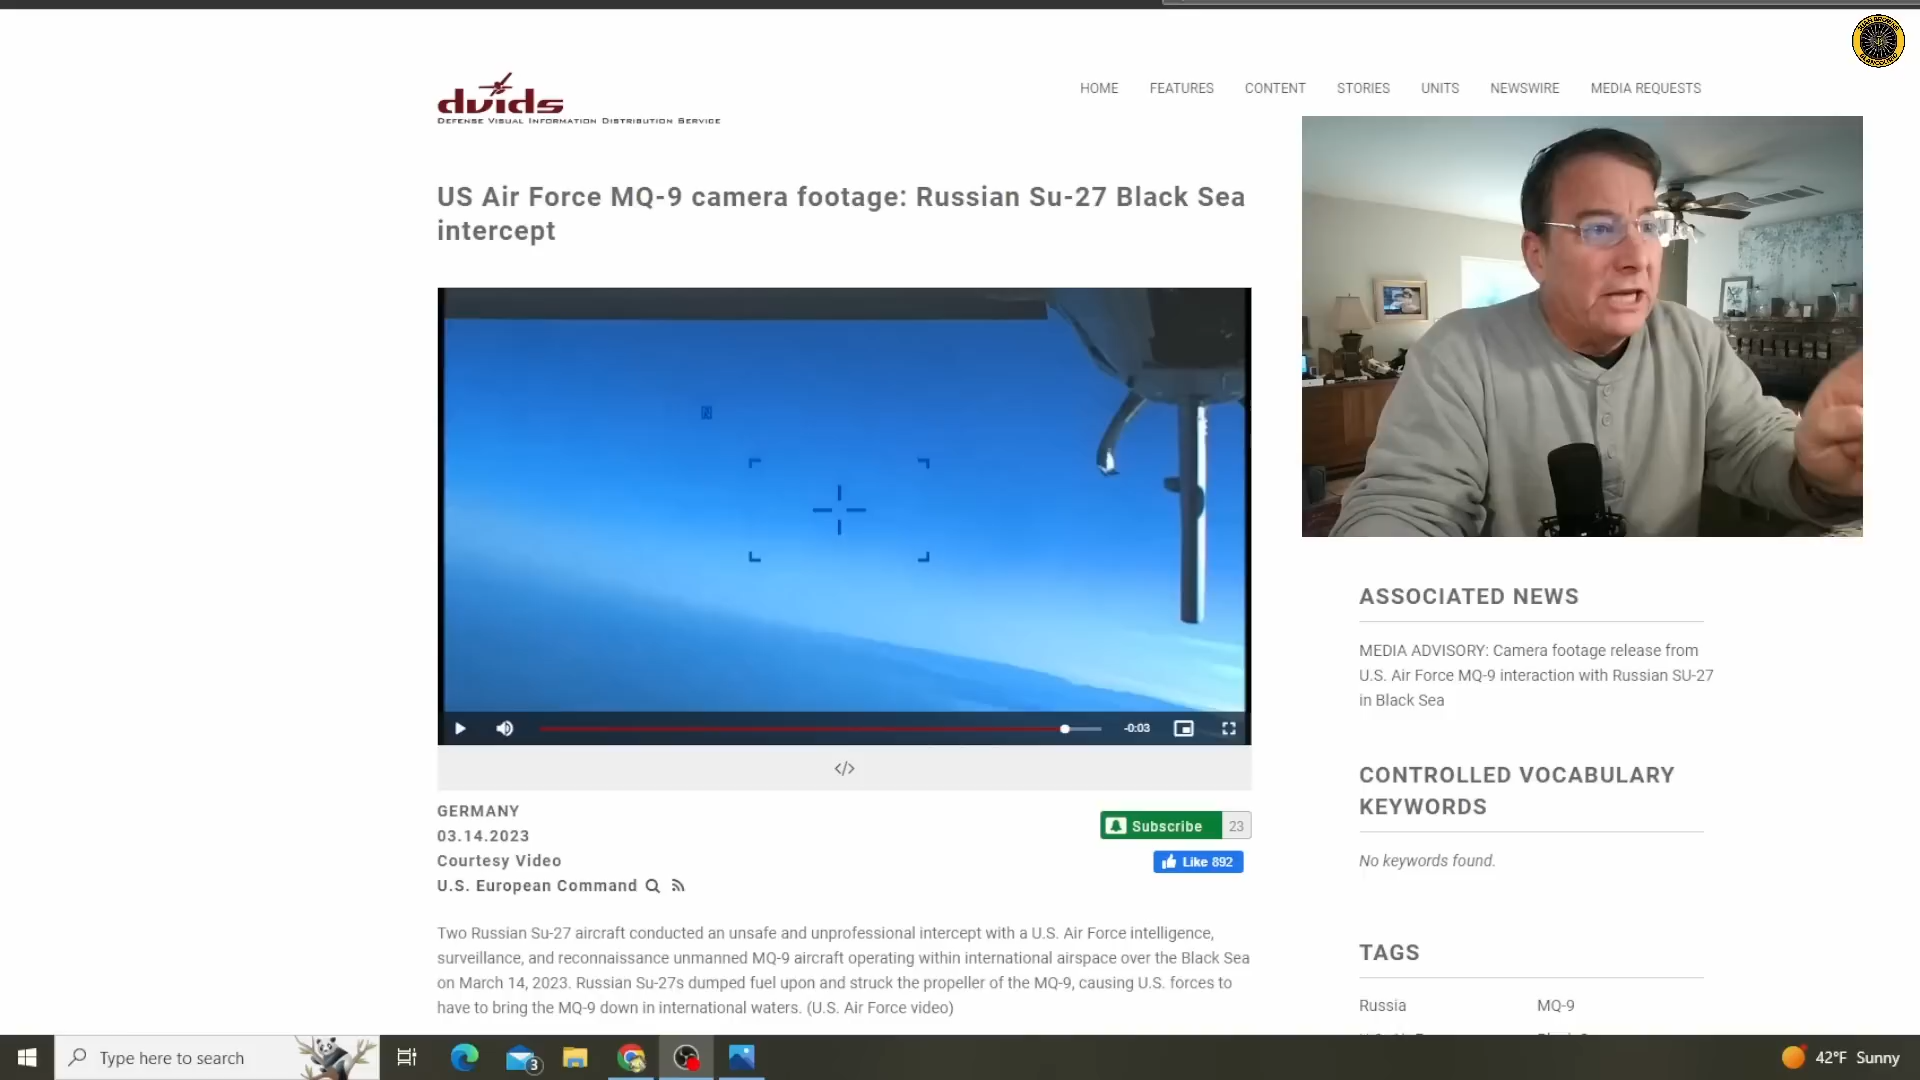 dvids
DEFENSE VISUAL INFORMATION DISTRIBUTION SERVICE
HOME FEATURES CONTENT STORIES UNITS NEWSWIRE MEDIA REQUESTS
US Air Force MQ-9 camera footage: Russian Su-27 Black Sea
intercept
-0:03
</>
GERMANY
03.14.2023
Courtesy Video
U.S. European Command
Subscribe 23
Like 892
Two Russian Su-27 aircraft conducted an unsafe and unprofessional intercept with a U.S. Air Force intelligence,
surveillance, and reconnaissance unmanned MQ-9 aircraft operating within international airspace over the Black Sea
on March 14, 2023. Russian Su-27s dumped fuel upon and struck the propeller of the MQ-9, causing U.S. forces to
have to bring the MQ-9 down in international waters. (U.S. Air Force video)
ASSOCIATED NEWS
MEDIA ADVISORY: Camera footage release from
U.S. Air Force MQ-9 interaction with Russian SU-27
in Black Sea
CONTROLLED VOCABULARY
KEYWORDS
No keywords found.
TAGS
Russia MQ-9
Type here to search
3
42°F Sunny